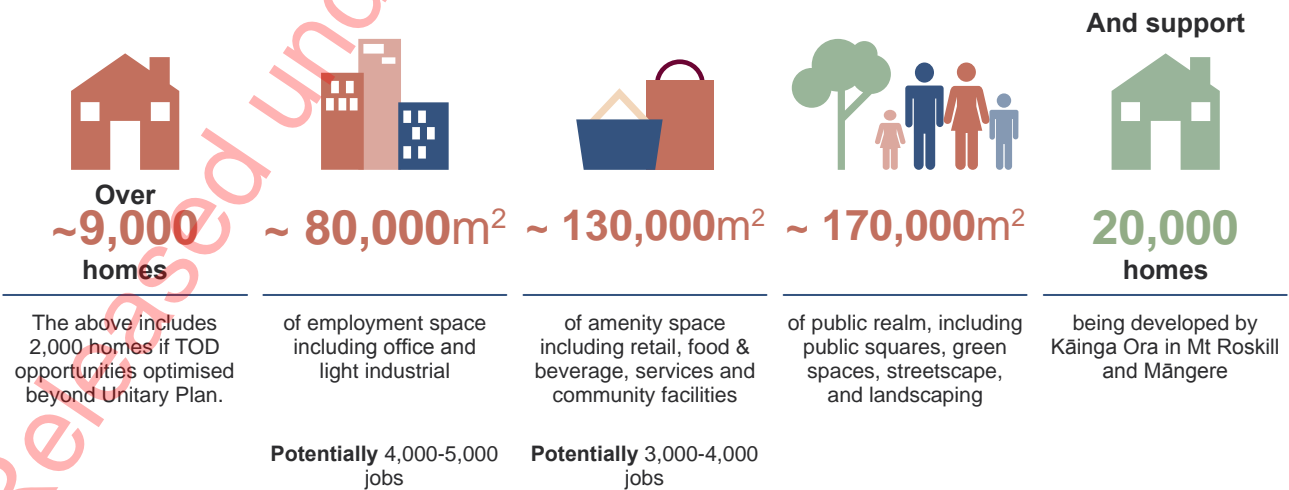 Over
~9,000
homes
The above includes
2,000 homes if TOD
opportunities optimised
beyond Unitary Plan.
~ 80,000m²
of employment space
including office and
light industrial
Potentially 4,000-5,000
jobs
~ 130,000m²
of amenity space
including retail, food &
beverage, services and
community facilities
Potentially 3,000-4,000
jobs
~ 170,000m²
of public realm, including
public squares, green
spaces, streetscape,
and landscaping
And support
20,000
homes
being developed by
Kāinga Ora in Mt Roskill
and Māngere
Released und